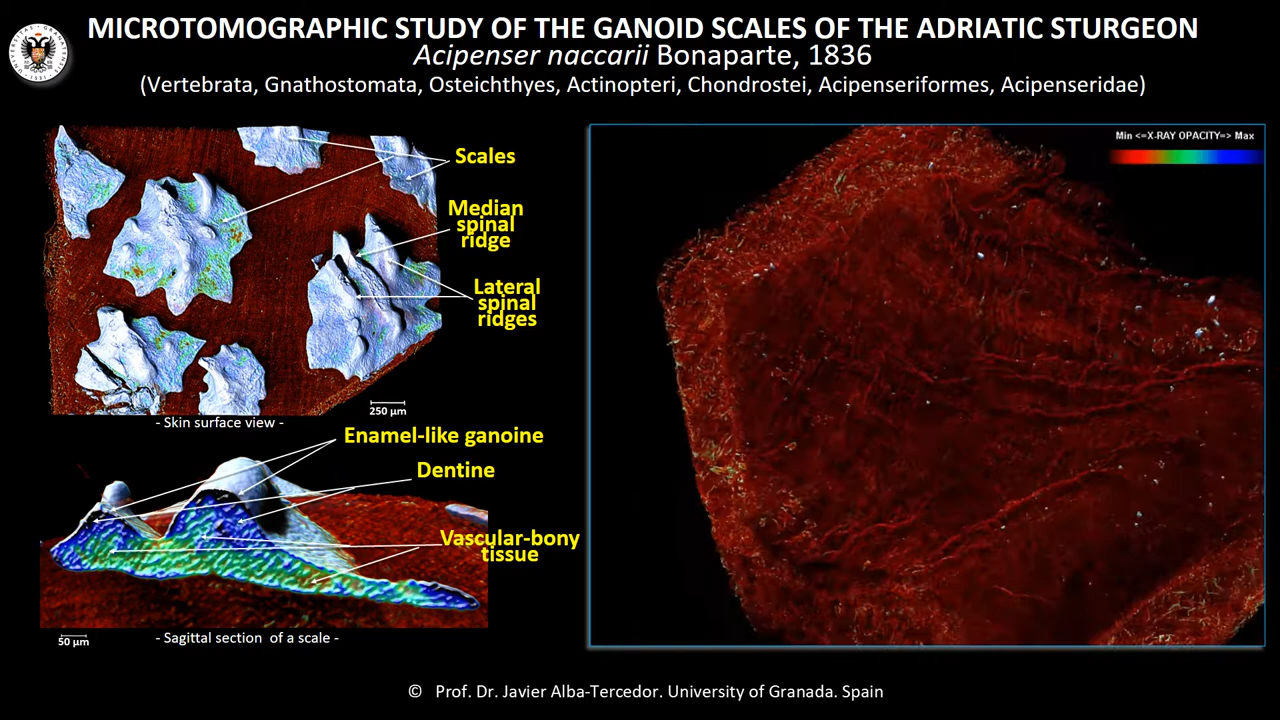 MICROTOMOGRAPHIC STUDY OF THE GANOID SCALES OF THE ADRIATIC STURGEON
Acipenser naccarii Bonaparte, 1836
(Vertebrata, Gnathostomata, Osteichthyes, Actinopteri, Chondrostei, Acipenseriformes, Acipenseridae)
Scales
Median
spinal
ridge
Lateral
spinal
ridges
250 µm
- Skin surface view -
Enamel-like ganoine
Dentine
Vascular-bony
tissue
50 µm
- Sagittal section of a scale -
Min <=X-RAY OPACITY=> Max
© Prof. Dr. Javier Alba-Tercedor. University of Granada. Spain